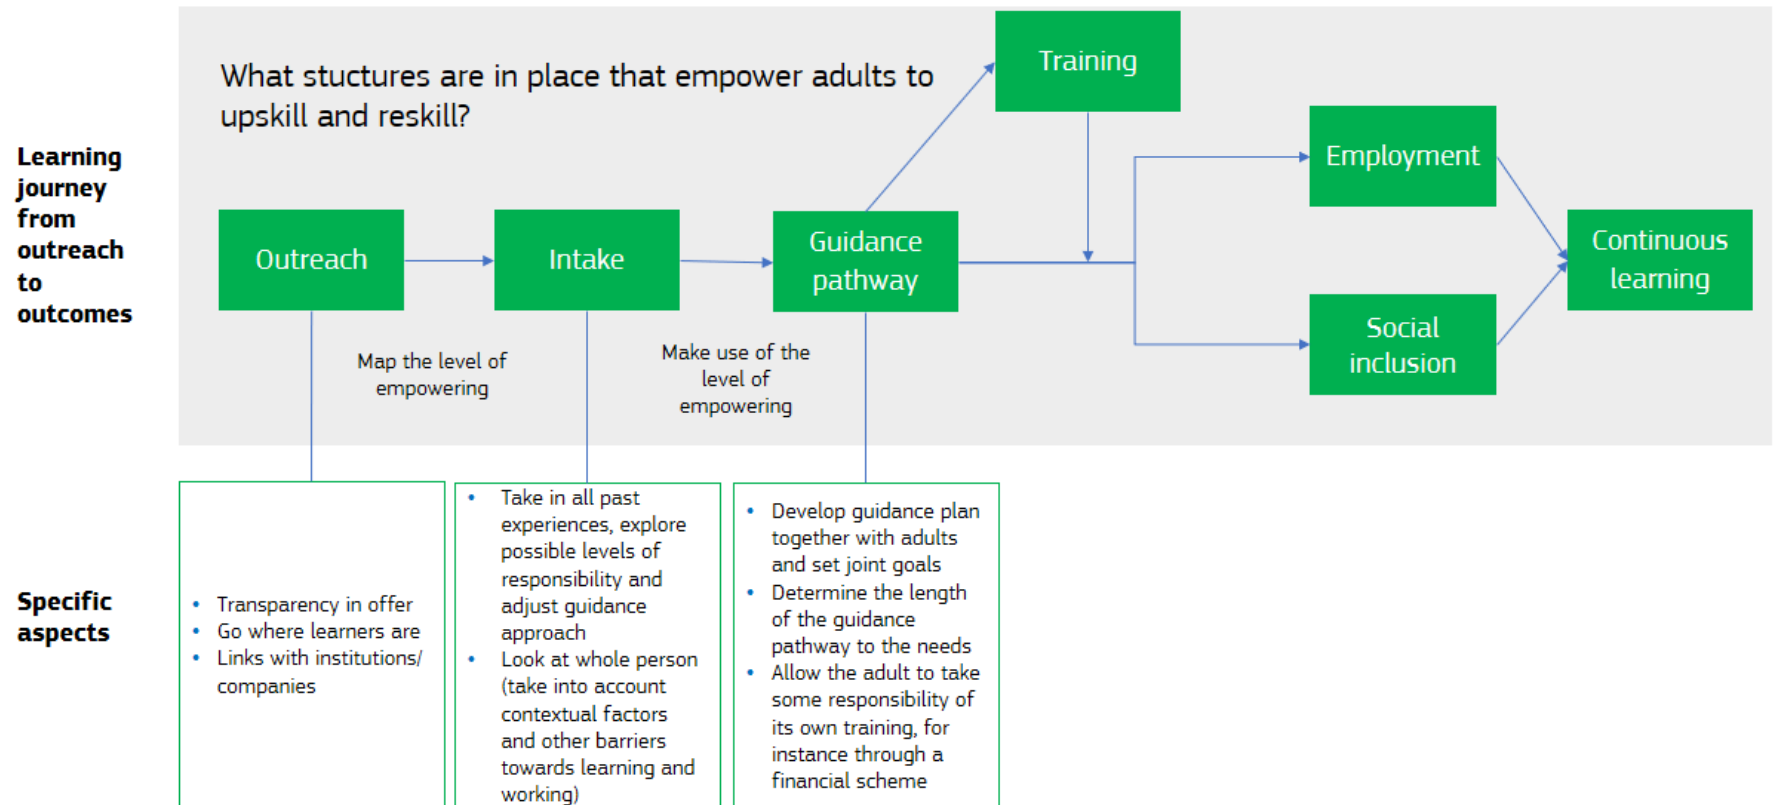 What stuctures are in place that empower adults to
upskill and reskill?
Learning
journey
from
outreach
to
outcomes
Outreach
Intake
Guidance
pathway
Training
Employment
Social
inclusion
Continuous
learning
Map the level of
empowering
Make use of the
level of
empowering
Specific
aspects
• Transparency in offer
• Go where learners are
• Links with institutions/
companies
• Take in all past
experiences, explore
possible levels of
responsibility and
adjust guidance
approach
• Look at whole person
(take into account
contextual factors
and other barriers
towards learning and
working)
• Develop guidance plan
together with adults
and set joint goals
• Determine the length
of the guidance
pathway to the needs
• Allow the adult to take
some responsibility of
its own training, for
instance through a
financial scheme